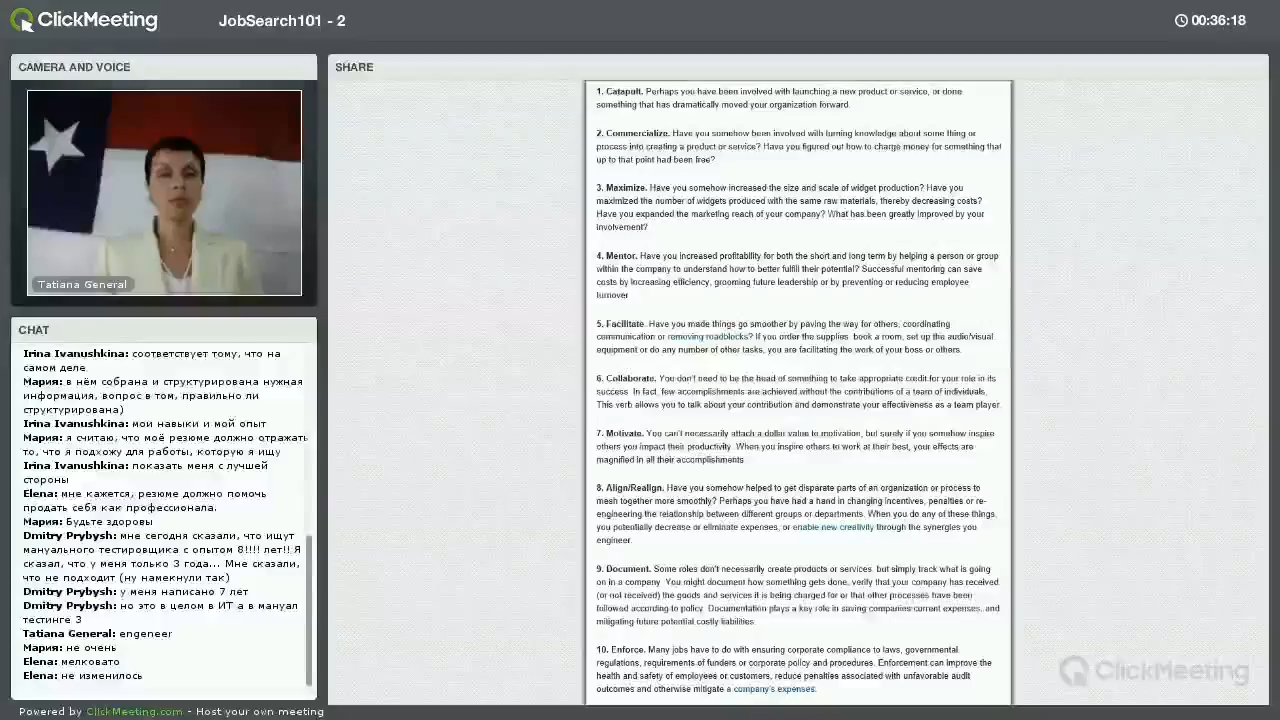 ClickMeeting
JobSearch101 - 2
00:36:18
CAMERA AND VOICE
SHARE
Tatiana General
CHAT
Irina Ivanushkina: соответствует тому, что на
самом деле
Мария: в нём собрана и структурирована нужная
информация, вопрос в том, правильно ли
структурирована)
Irina Ivanushkina: мои навыки и мой опыт
Мария: я считаю, что моё резюме должно отражать
то, что я подхожу для работы, которую я ищу
Irina Ivanushkina: показать меня с лучшей
стороны
Elena: мне кажется, резюме должно помочь
продать себя как профессионала.
Мария: Будьте здоровы
Dmitry Prybysh: мне сегодня сказали, что ищут
мануального тестировщика с опытом 8!!!! лет!! Я
сказал, что у меня только 3 года... Мне сказали,
что не подходит (ну намекнули так)
Dmitry Prybysh: у меня написано 7 лет
Dmitry Prybysh: но это в целом в ИТ а в мануал
тестинге 3
Tatiana General: engeneer
Мария: не очень
Elena: мелковато
Elena: не изменилось
1. Catapult. Perhaps you have been involved with launching a new product or service, or done
something that has dramatically moved your organization forward.
2. Commercialize. Have you somehow been involved with turning knowledge about some thing or
process into creating a product or service? Have you figured out how to charge money for something that
up to that point had been free?
3. Maximize. Have you somehow increased the size and scale of widget production? Have you
maximized the number of widgets produced with the same raw materials, thereby decreasing costs?
Have you expanded the marketing reach of your company? What has been greatly improved by your
involvement?
4. Mentor. Have you increased profitability for both the short and long term by helping a person or group
within the company to understand how to better fulfill their potential? Successful mentoring can save
costs by increasing efficiency, grooming future leadership or by preventing or reducing employee
turnover.
5. Facilitate. Have you made things go smoother by paving the way for others, coordinating
communication or removing roadblocks? If you order the supplies, book a room, set up the audio/visual
equipment or do any number of other tasks, you are facilitating the work of your boss or others.
6. Collaborate. You don't need to be the head of something to take appropriate credit for your role in its
success. In fact, few accomplishments are achieved without the contributions of a team of individuals.
This verb allows you to talk about your contribution and demonstrate your effectiveness as a team player.
7. Motivate. You can't necessarily attach a dollar value to motivation, but surely if you somehow inspire
others you impact their productivity. When you inspire others to work at their best, your effects are
magnified in all their accomplishments.
8. Align/Realign. Have you somehow helped to get disparate parts of an organization or process to
mesh together more smoothly? Perhaps you have had a hand in changing incentives, penalties or re-
engineering the relationship between different groups or departments. When you do any of these things,
you potentially decrease or eliminate expenses, or enable new creativity through the synergies you
engineer.
9. Document. Some roles don't necessarily create products or services, but simply track what is going
on in a company. You might document how something gets done, verify that your company has received
(or not received) the goods and services it is being charged for or that other processes have been
followed according to policy. Documentation plays a key role in saving companies current expenses, and
mitigating future potential costly liabilities.
10. Enforce. Many jobs have to do with ensuring corporate compliance to laws, governmental
regulations, requirements of funders or corporate policy and procedures. Enforcement can improve the
health and safety of employees or customers, reduce penalties associated with unfavorable audit
outcomes and otherwise mitigate a company's expenses.
ClickMeeting
Powered by ClickMeeting.com - Host your own meeting